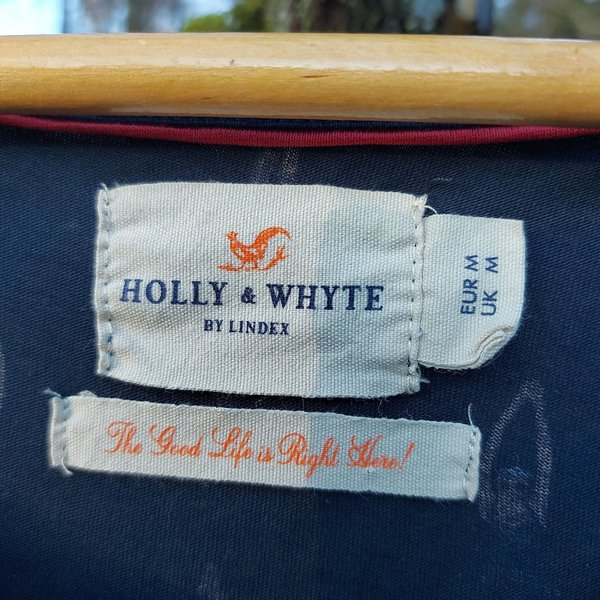 HOLLY & WHYTE
BY LINDEX
EUR M
UK M
The Good Life is Right Here!